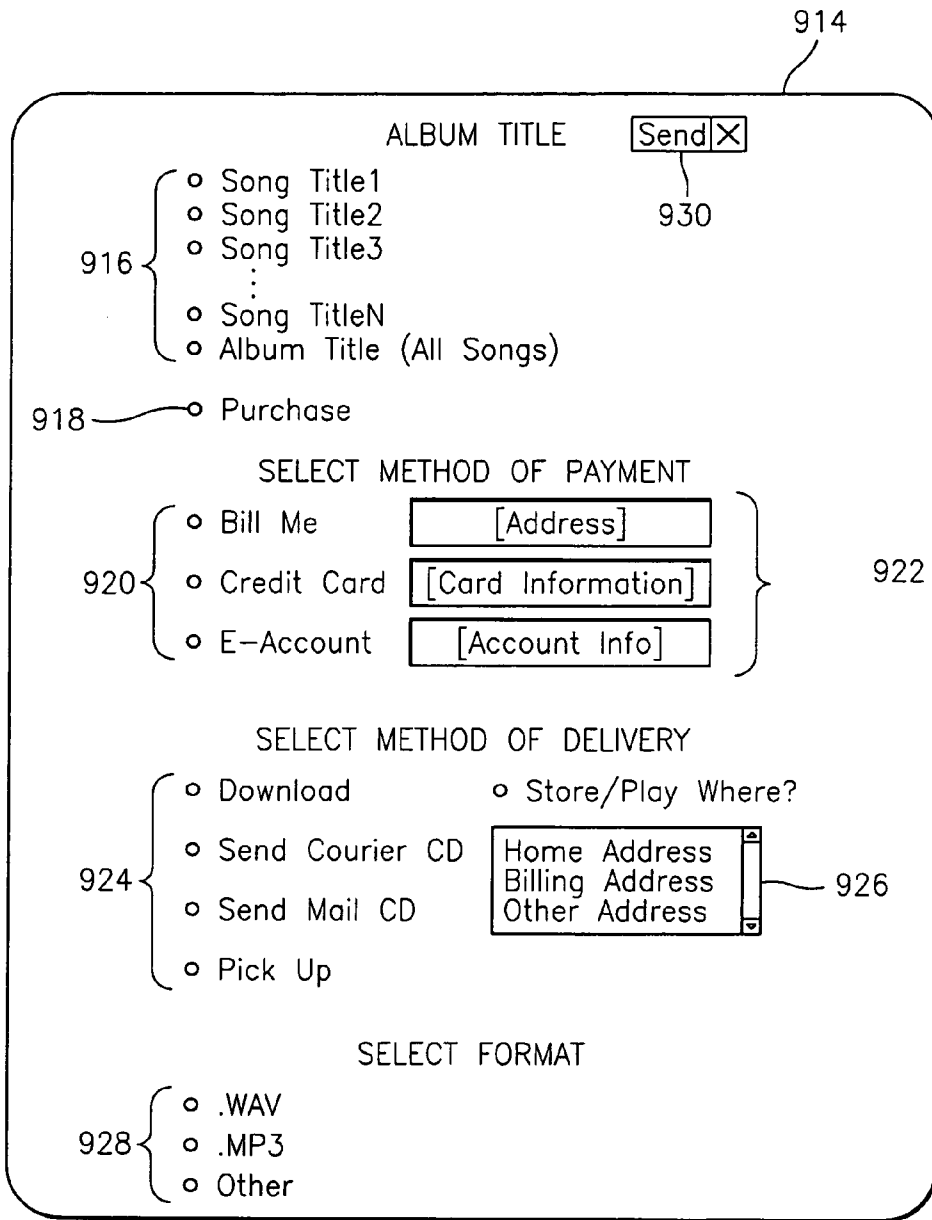 914
ALBUM TITLE Send X
930
Song Title1
Song Title2
Song Title3
916
Song TitleN
Album Title (All Songs)
918 Purchase
SELECT METHOD OF PAYMENT
Bill Me [Address]
920 Credit Card [Card Information] 922
E-Account [Account Info]
SELECT METHOD OF DELIVERY
Download Store/Play Where?
Send Courier CD Home Address
924 Billing Address 926
Send Mail CD Other Address
Pick Up
SELECT FORMAT
.WAV
928 .MP3
Other